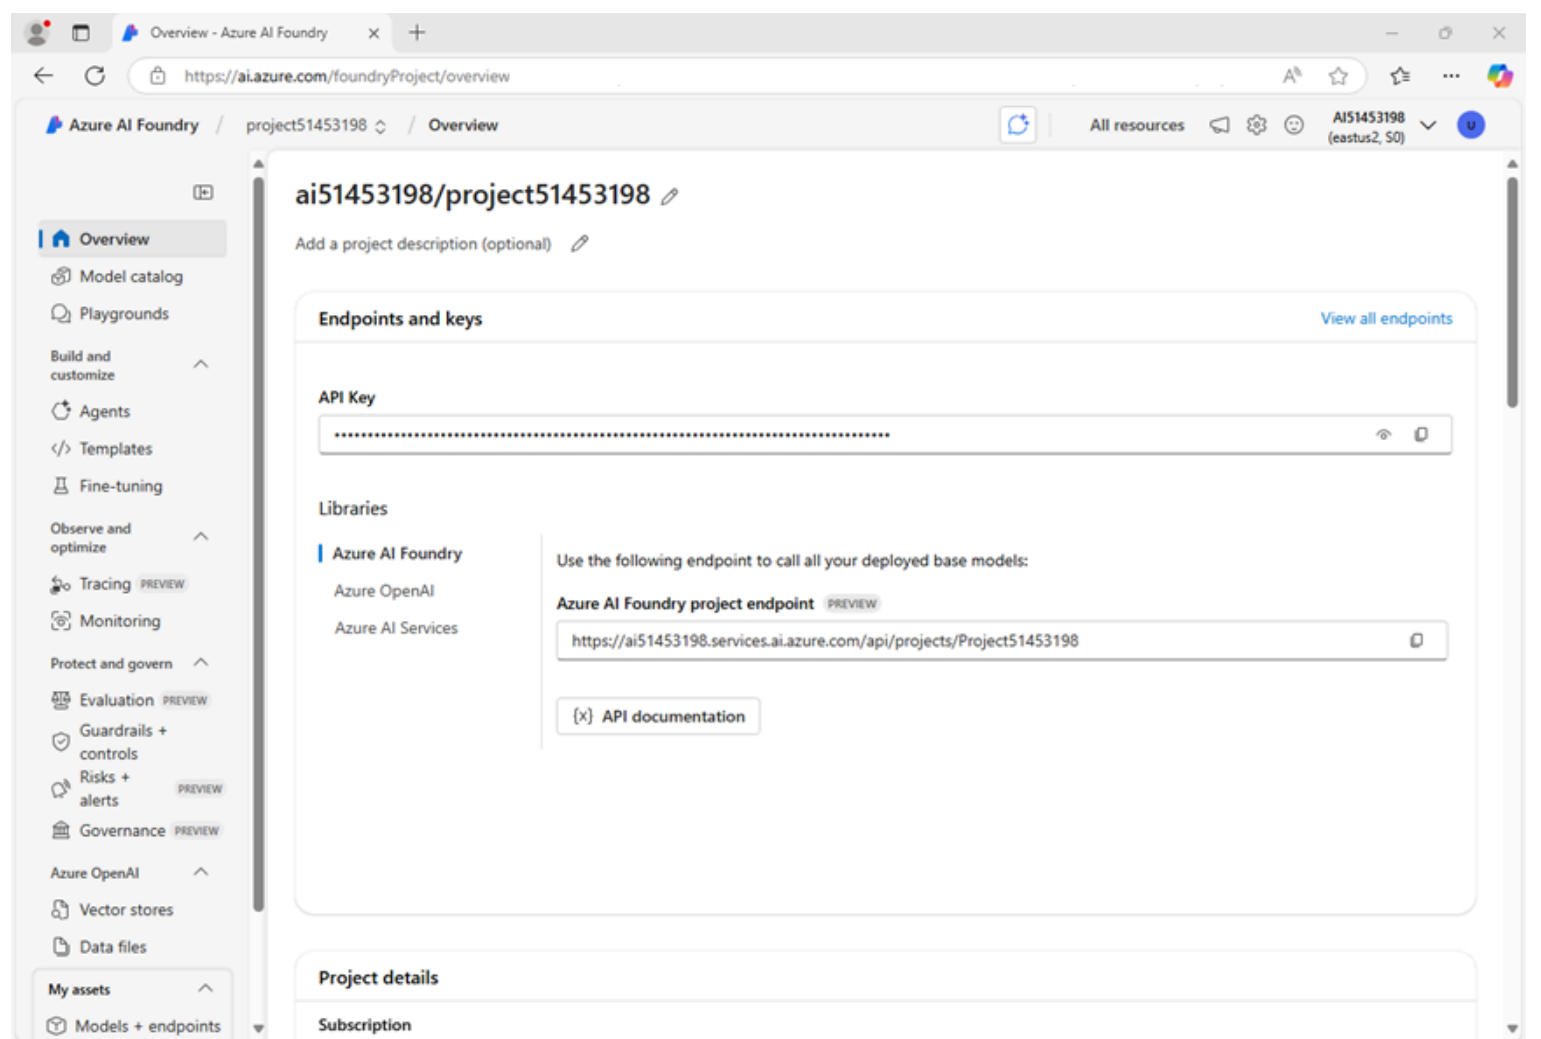 Overview - Azure AI Foundry
https://ai.azure.com/foundryProject/overview
Azure AI Foundry / project51453198 / Overview
All resources
AI51453198
(eastus2, S0)
U
Overview
Model catalog
Playgrounds
Build and
customize
Agents
Templates
Fine-tuning
Observe and
optimize
Tracing PREVIEW
Monitoring
Protect and govern
Evaluation PREVIEW
Guardrails +
controls
Risks +
alerts PREVIEW
Governance PREVIEW
Azure OpenAI
Vector stores
Data files
My assets
Models + endpoints
ai51453198/project51453198
Add a project description (optional)
Endpoints and keys
View all endpoints
API Key
Libraries
Azure AI Foundry
Azure OpenAI
Azure AI Services
Use the following endpoint to call all your deployed base models:
Azure AI Foundry project endpoint PREVIEW
https://ai51453198.services.ai.azure.com/api/projects/Project51453198
{x} API documentation
Project details
Subscription